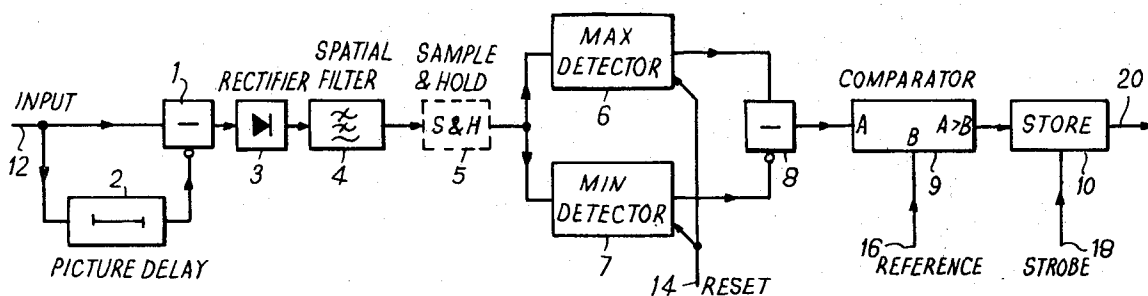 INPUT
12
1
−
2
PICTURE DELAY
RECTIFIER
3
SPATIAL
FILTER
4
SAMPLE
& HOLD
S & H
5
MAX
DETECTOR
6
MIN
DETECTOR
7
14
RESET
−
8
COMPARATOR
A
B
A>B
9
16
REFERENCE
STORE
10
18
STROBE
20